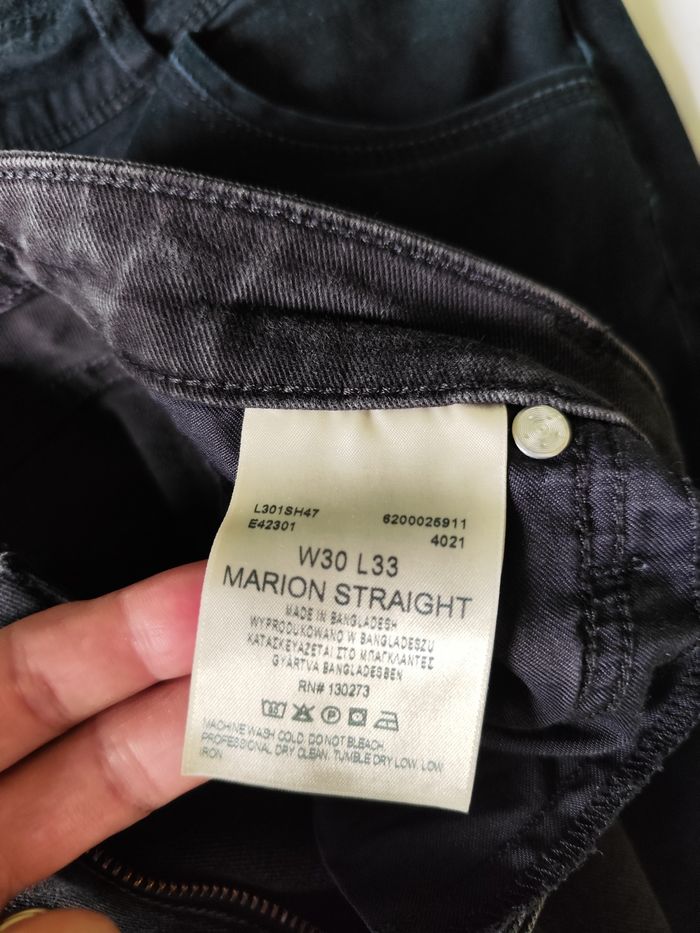 L301SH47
E42301
6200025911
4021
W30 L33
MARION STRAIGHT
MADE IN BANGLADESH
WYPRODUKOWANO W BANGLADESZU
ΚΑΤΑΣΚΕΥΑΖΕΤΑΙ ΣΤΟ ΜΠΑΓΚΛΑΝΤΕΣ
GYÁRTVA BANGLADESBEN
RN# 130273
MACHINE WASH COLD. DO NOT BLEACH.
PROFESSIONAL DRY CLEAN. TUMBLE DRY LOW. LOW
IRON